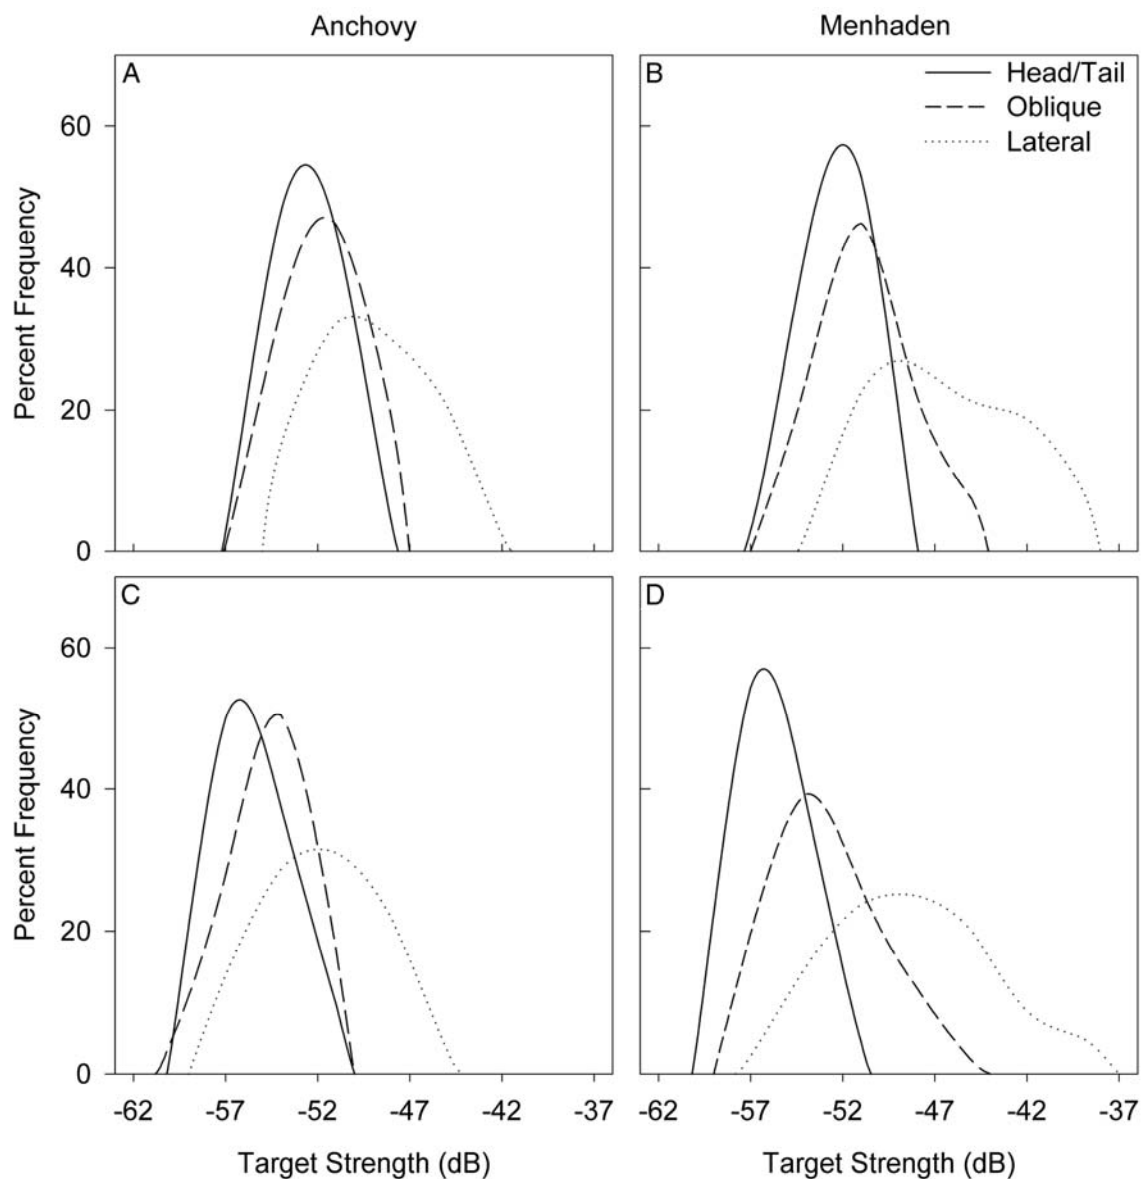 Anchovy
Menhaden
A
B
Head/Tail
Oblique
Lateral
Percent Frequency
60
40
20
0
C
D
Percent Frequency
60
40
20
0
-62 -57 -52 -47 -42 -37
-62 -57 -52 -47 -42 -37
Target Strength (dB)
Target Strength (dB)